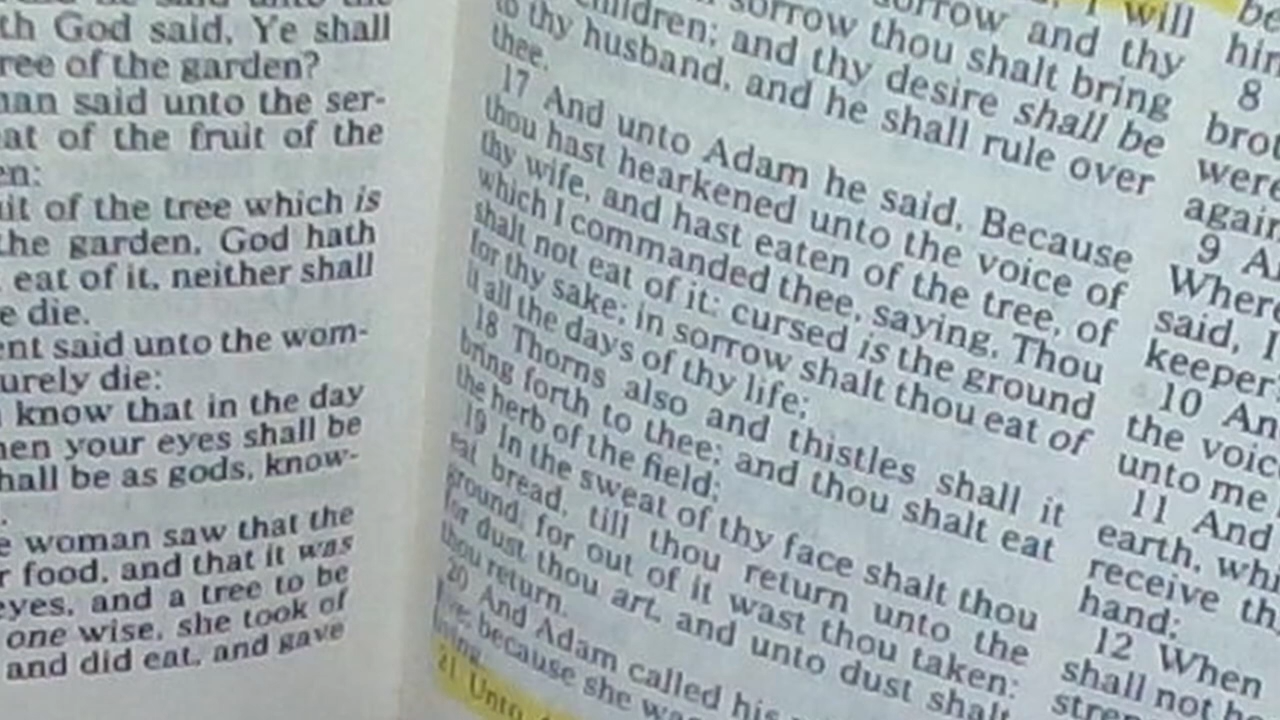 th God said, Ye shall
ree of the garden?
man said unto the ser-
eat of the fruit of the
en:
uit of the tree which is
the garden, God hath
eat of it, neither shall
e die.
ent said unto the wom-
urely die:
know that in the day
hen your eyes shall be
hall be as gods, know-
e woman saw that the
r food, and that it was
eyes, and a tree to be
one wise, she took of
and did eat, and gave
I will
sorrow and thy
sorrow thou shalt bring
children; and thy desire shall be
to thy husband, and he shall rule over
thee.
17 And unto Adam he said, Because
thou hast hearkened unto the voice of
thy wife, and hast eaten of the tree, of
which I commanded thee, saying, Thou
shalt not eat of it: cursed is the ground
for thy sake; in sorrow shalt thou eat of
it all the days of thy life;
18 Thorns also and thistles shall it
bring forth to thee; and thou shalt eat
the herb of the field;
19 In the sweat of thy face shalt thou
eat bread, till thou return unto the
ground; for out of it wast thou taken:
for dust thou art, and unto dust shalt
thou return.
20 And Adam called his
Eve; because she was
living.
21 Unto
be
him
8
brot
were
again
9 A
Where
said, I
keeper
10 An
the voic
unto me
11 And
earth, whi
receive th
hand;
12 When
shall not
stren